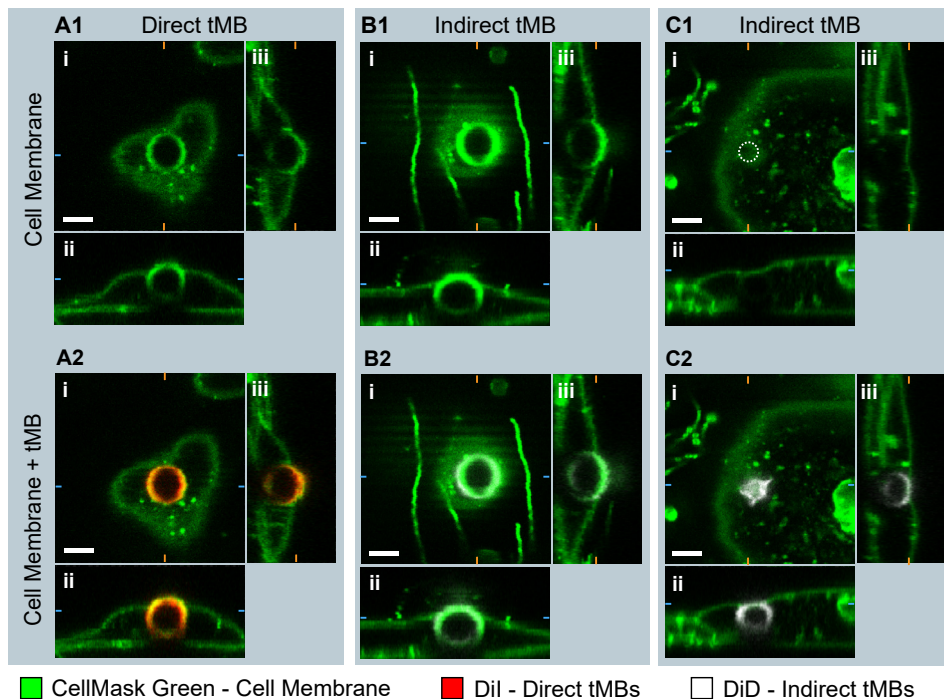 A1 Direct tMB
B1 Indirect tMB
C1 Indirect tMB
i
iii
ii
i
iii
ii
i
iii
ii
Cell Membrane
A2
B2
C2
i
iii
ii
i
iii
ii
i
iii
ii
Cell Membrane + tMB
CellMask Green - Cell Membrane
DiI - Direct tMBs
DiD - Indirect tMBs